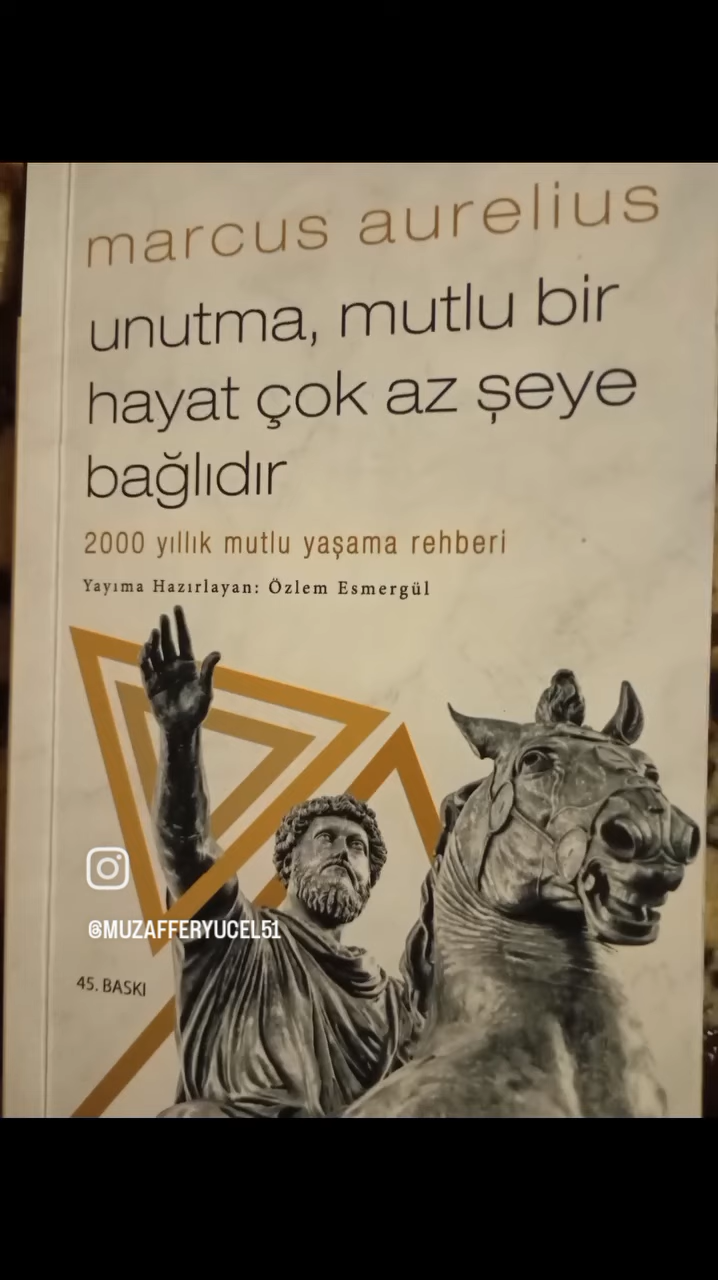 marcus aurelius
unutma, mutlu bir
hayat çok az şeye
bağlıdır
2000 yıllık mutlu yaşama rehberi
Yayıma Hazırlayan: Özlem Esmergül
@MUZAFFERYUCEL51
45. BASKI